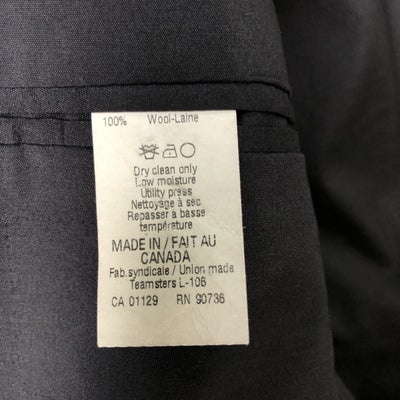 100% Wool-Laine
Dry clean only
Low moisture
Utility press
Nettoyage à sec
Repasser à basse
température
MADE IN / FAIT AU
CANADA
Fab.syndicale / Union made
Teamsters L-106
CA 01129 RN 90736